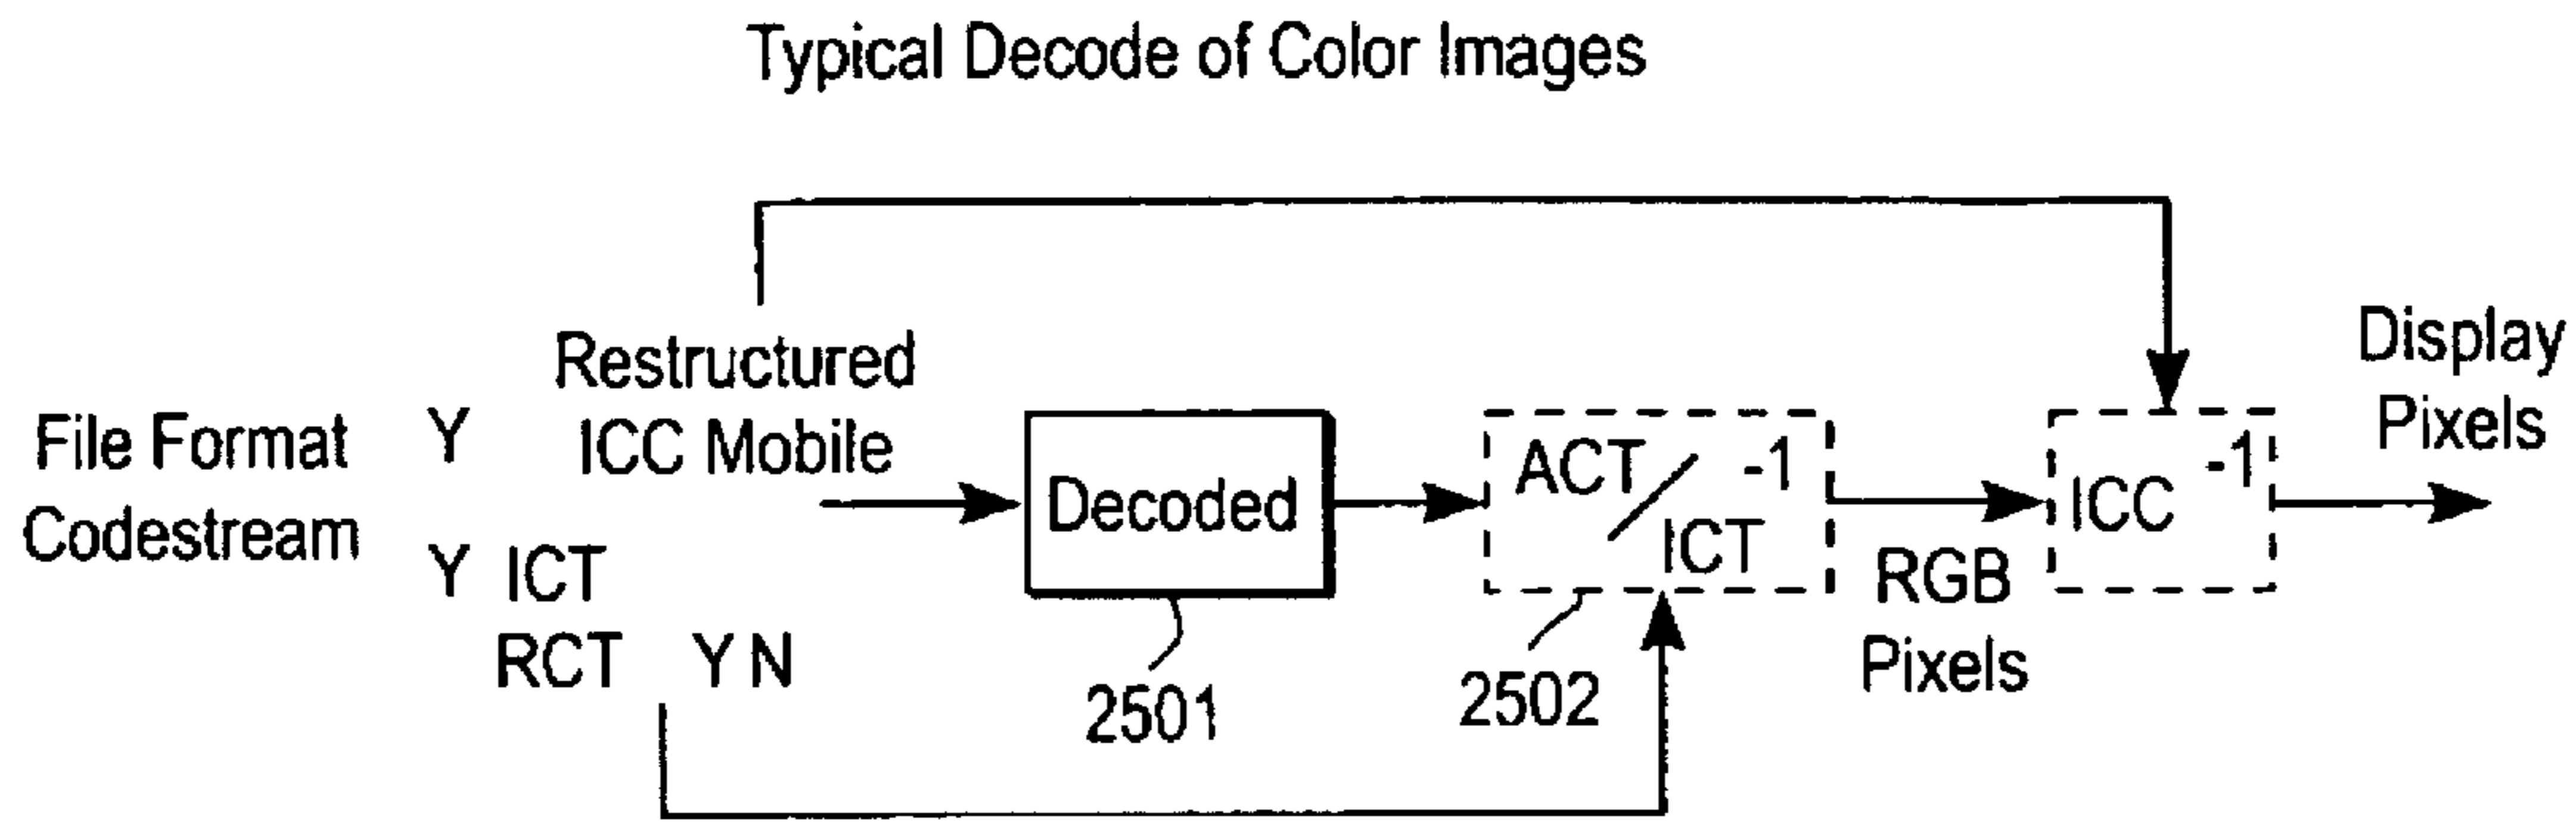 Typical Decode of Color Images
File Format
Codestream
Y
Restructured
ICC Mobile
Y ICT
RCT Y N
Decoded
2501
ACT/ICT -1
2502
RGB
Pixels
ICC -1
Display
Pixels